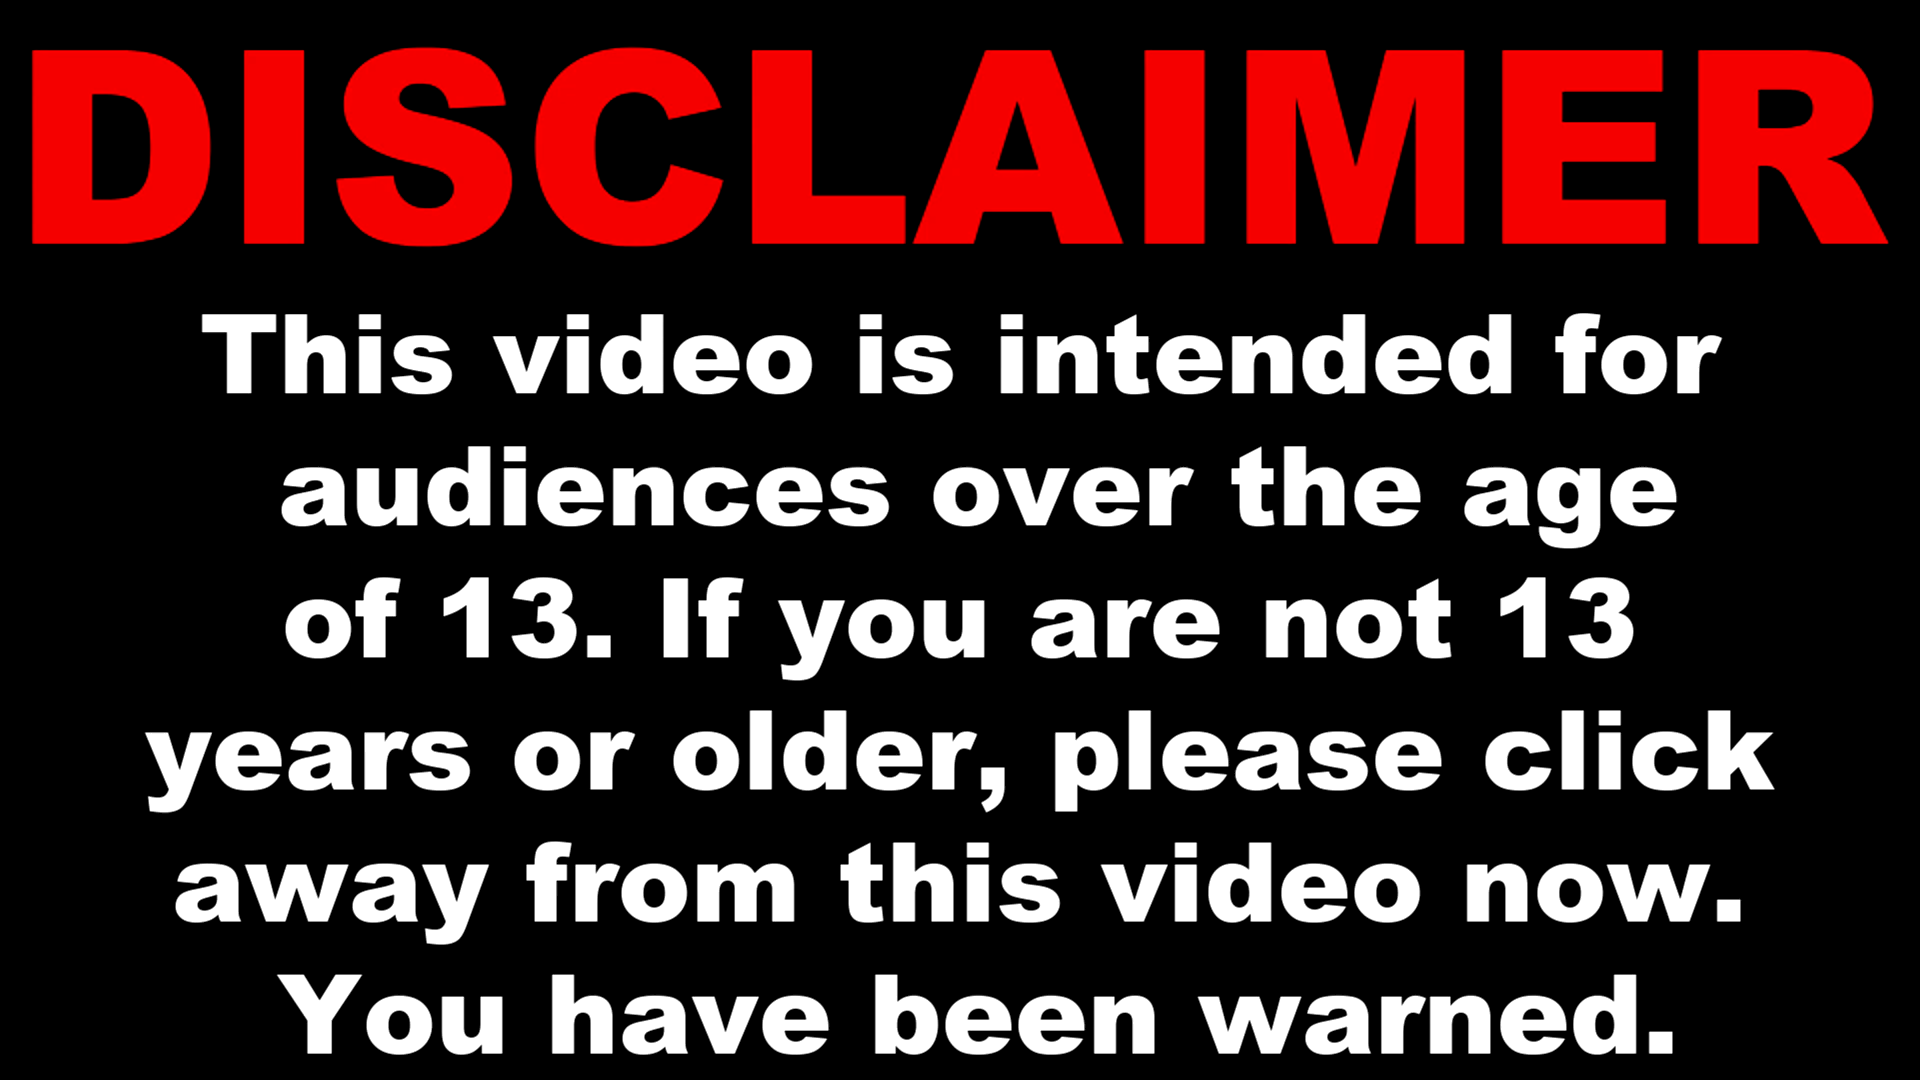 DISCLAIMER
This video is intended for
audiences over the age
of 13. If you are not 13
years or older, please click
away from this video now.
You have been warned.